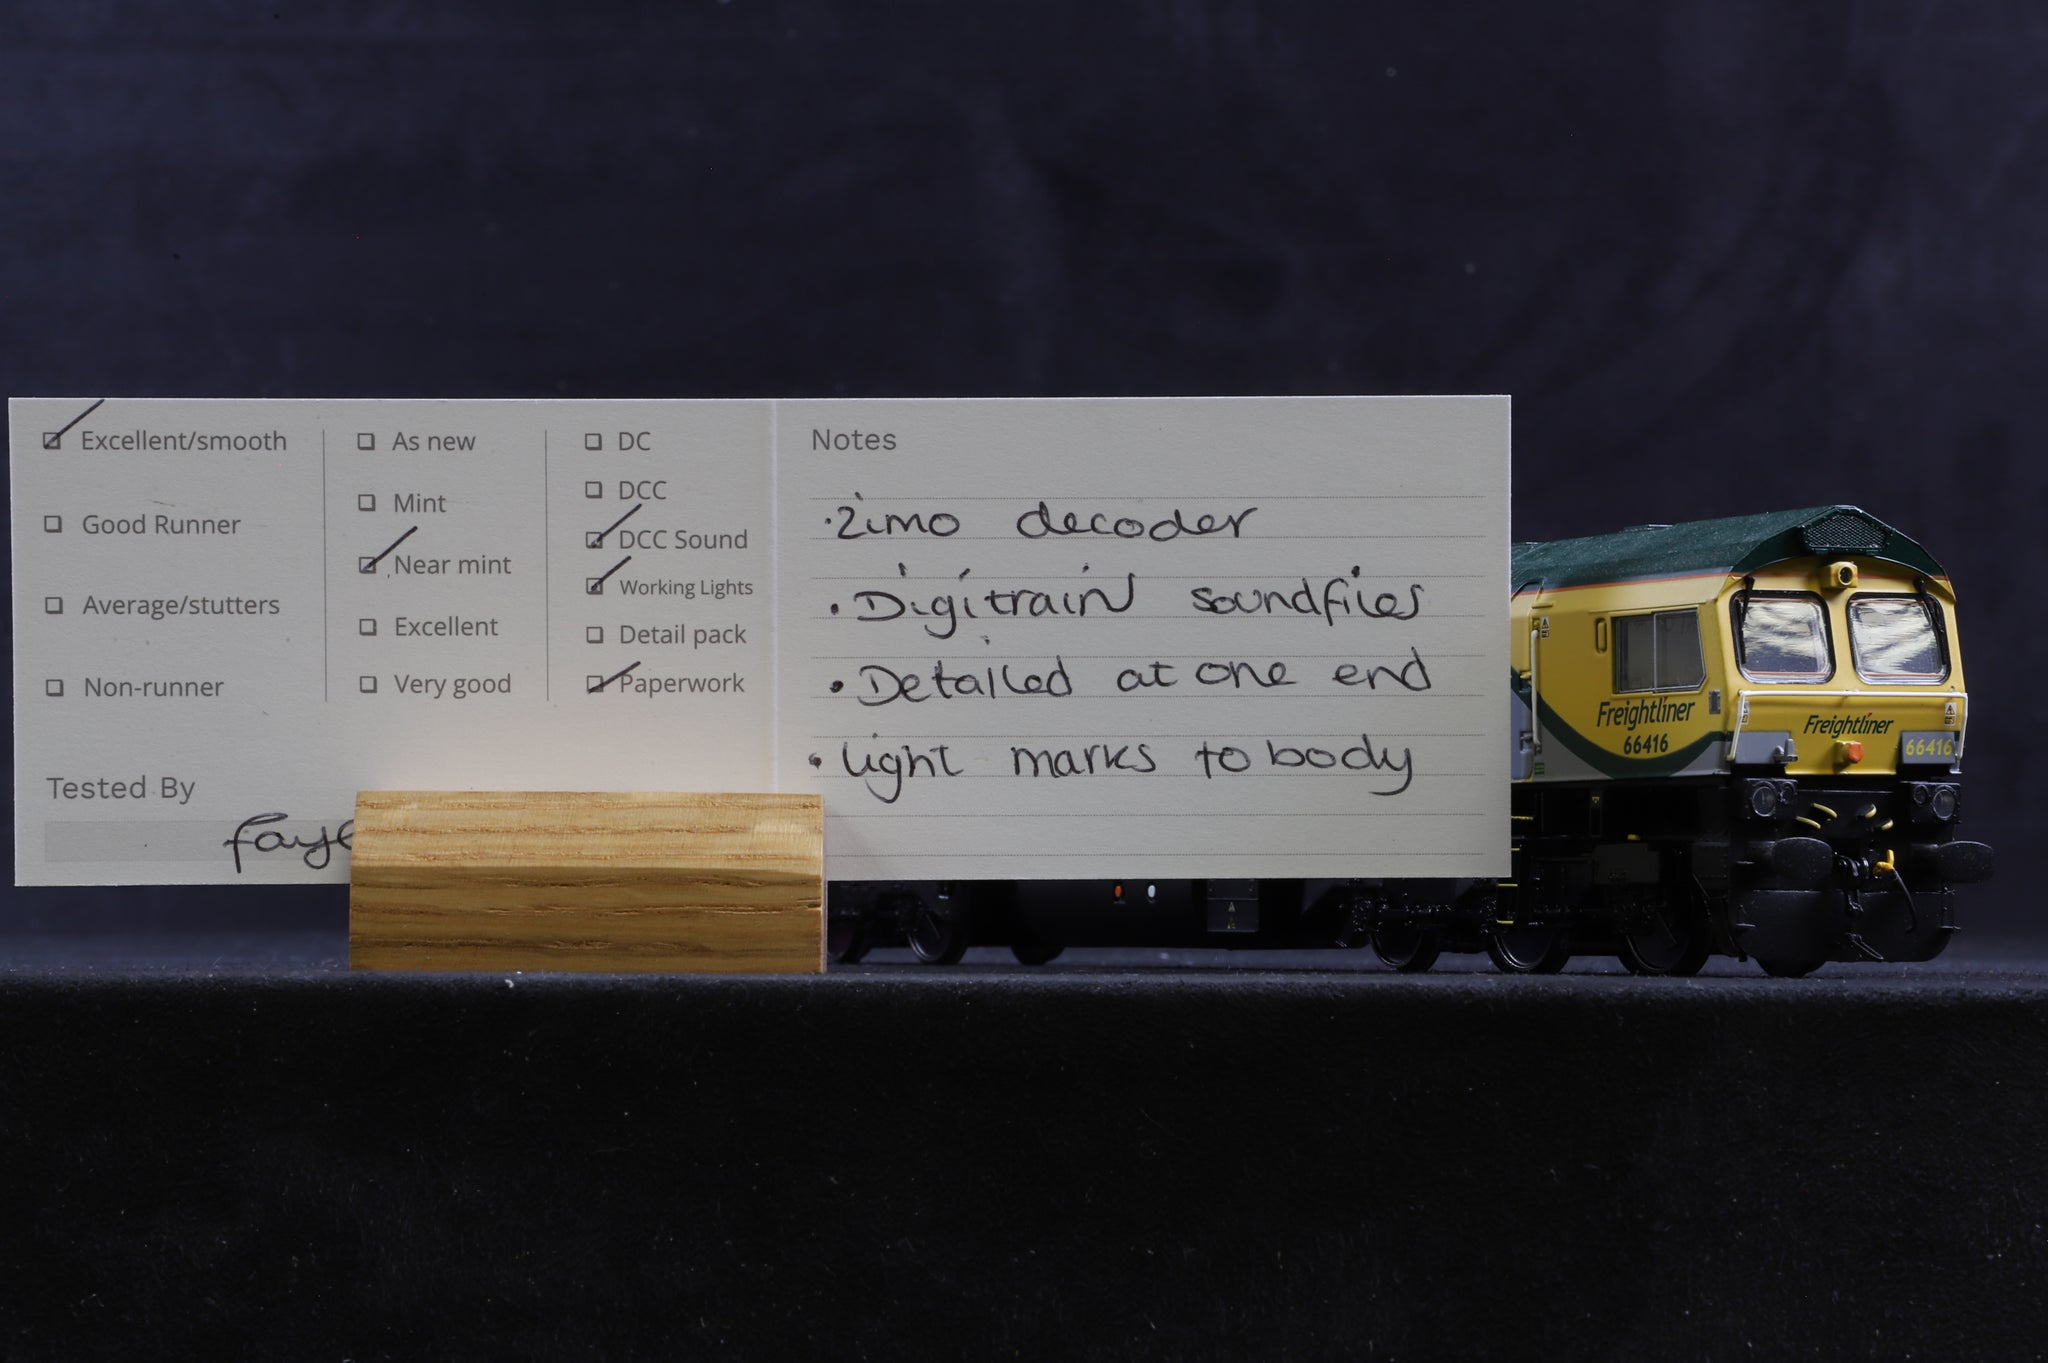 Excellent/smooth
Good Runner
Average/stutters
Non-runner
As new
Mint
Near mint
Excellent
Very good
DC
DCC
DCC Sound
Working Lights
Detail pack
Paperwork
Tested By
Notes
• Zimo decoder
• Digitrain soundfiles
• Detailed at one end
• light marks to body
Freightliner
66416
Freightliner
66416